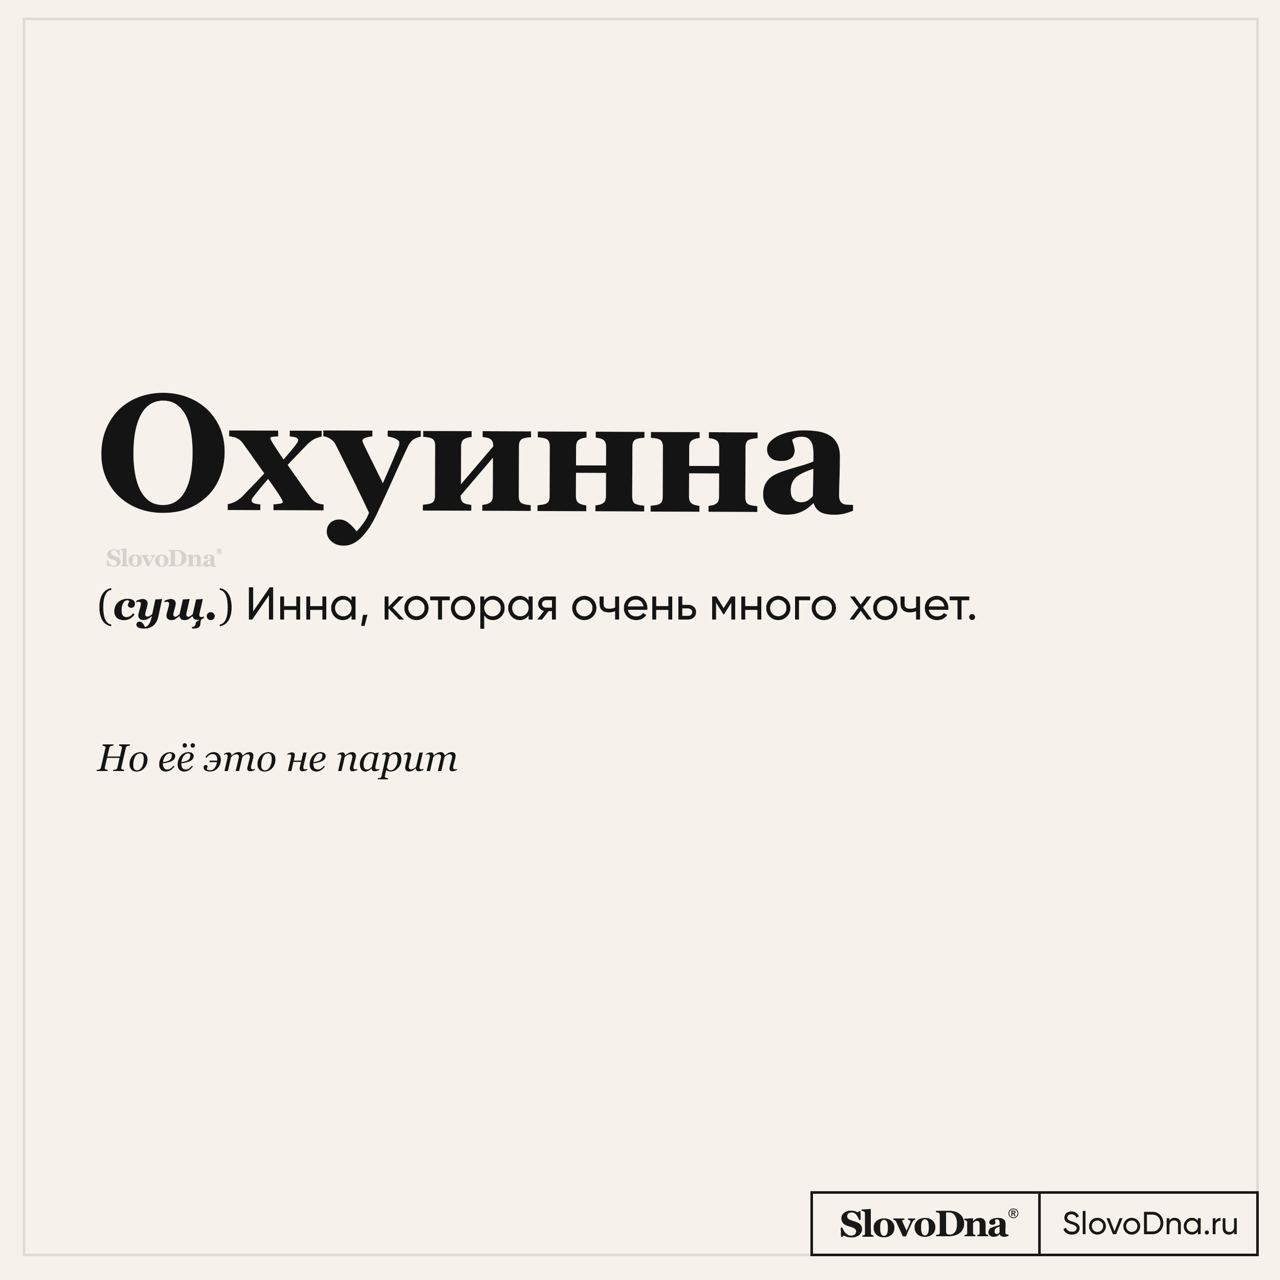 Охуинна
SlovoDna®
(сущ.) Инна, которая очень много хочет.
Но её это не парит
SlovoDna® SlovoDna.ru